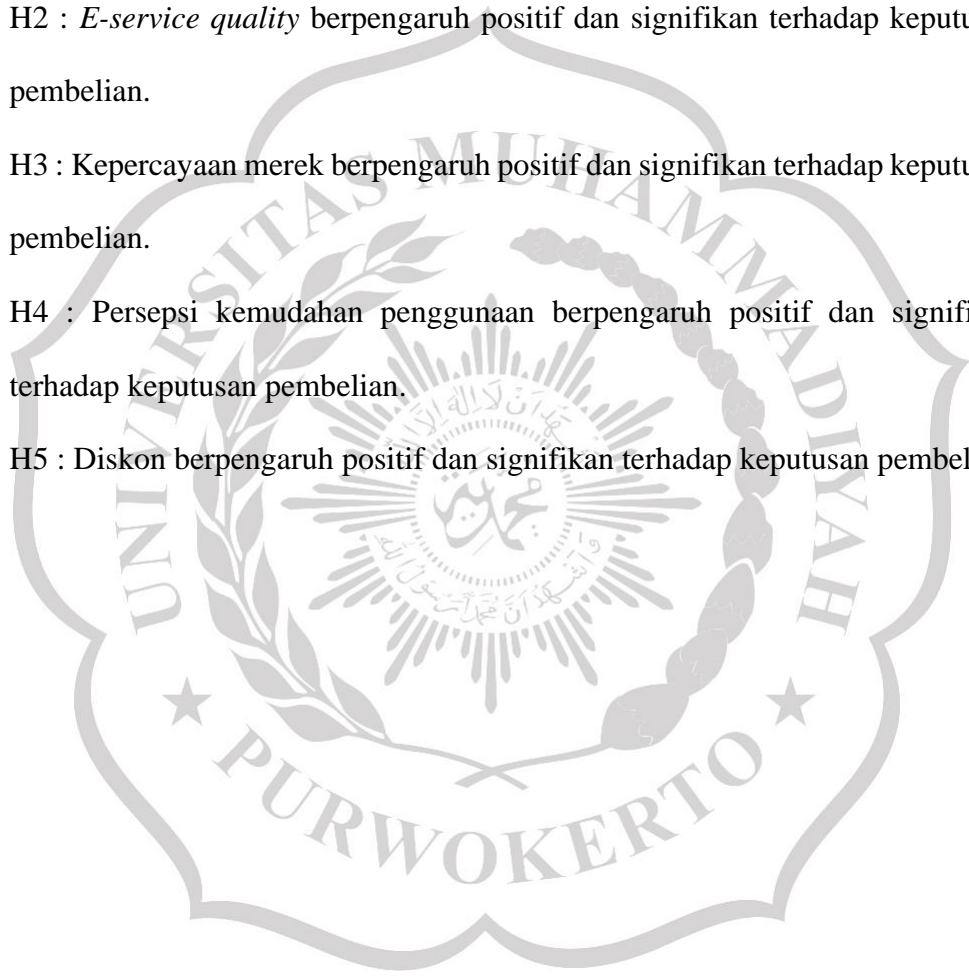 H2 : E-service quality berpengaruh positif dan signifikan terhadap keputu
pembelian.
H3 : Kepercayaan merek berpengaruh positif dan signifikan terhadap keputu
pembelian.
H4 : Persepsi kemudahan penggunaan berpengaruh positif dan signifi
terhadap keputusan pembelian.
H5 : Diskon berpengaruh positif dan signifikan terhadap keputusan pembel
UNIVERSITAS MUHAMMADIYAH
PURWOKERTO